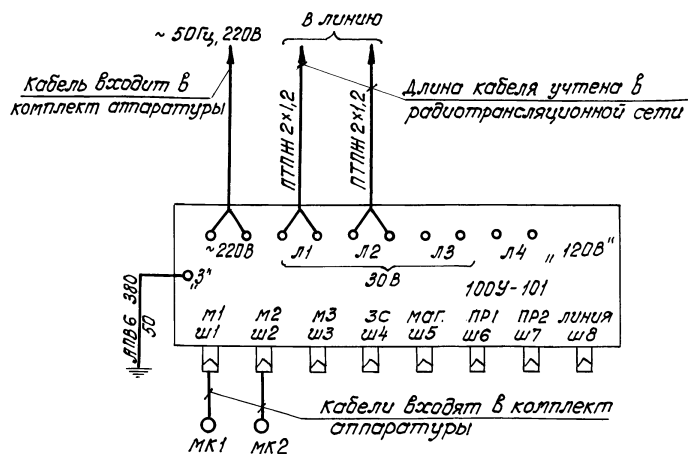 ~ 50Гц, 220В
В ЛИНИЮ
Кабель входит в
комплект аппаратуры
Длина кабеля учтена в
радиотрансляционной сети
ПТПЖ 2×1,2
ПТПЖ 2×1,2
~220В
Л1
Л2
Л3
Л4
„120В"
30В
„З"
100У-101
АПВ6 380
50
М1
М2
М3
ЗС
МАГ.
ПР1
ПР2
ЛИНИЯ
Ш1
Ш2
Ш3
Ш4
Ш5
Ш6
Ш7
Ш8
Кабели входят в комплект
аппаратуры
МК1
МК2